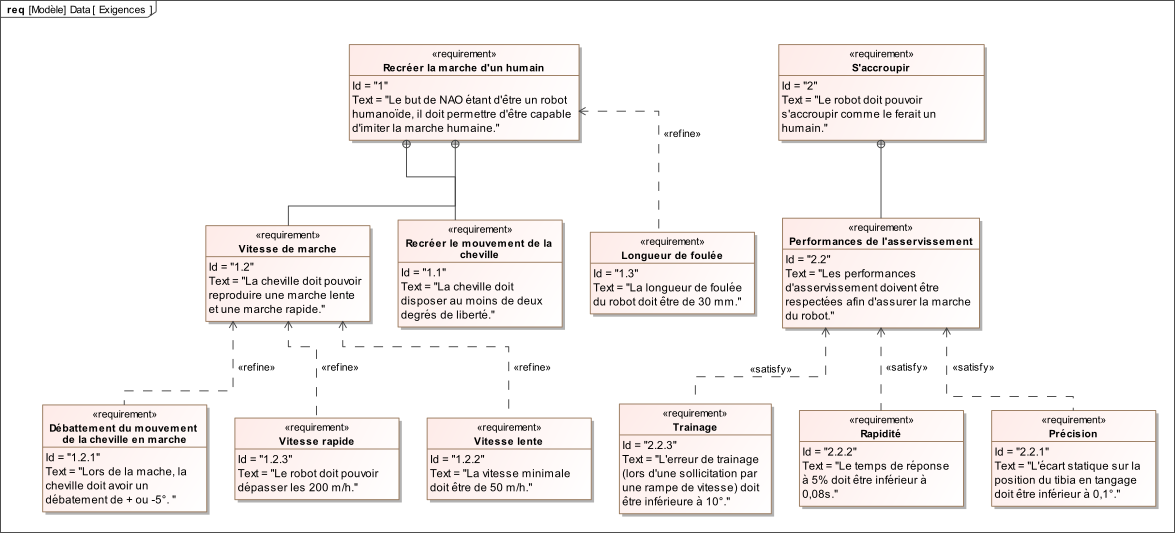 req [Modèle] Data [ Exigences ]
«requirement»
Recréer la marche d'un humain
Id = "1"
Text = "Le but de NAO étant d'être un robot
humanoïde, il doit permettre d'être capable
d'imiter la marche humaine."
«requirement»
S'accroupir
Id = "2"
Text = "Le robot doit pouvoir
s'accroupir comme le ferait un
humain."
«refine»
«requirement»
Vitesse de marche
Id = "1.2"
Text = "La cheville doit pouvoir
reproduire une marche lente
et une marche rapide."
«requirement»
Recréer le mouvement de la
cheville
Id = "1.1"
Text = "La cheville doit
disposer au moins de deux
degrés de liberté."
«requirement»
Longueur de foulée
Id = "1.3"
Text = "La longueur de foulée
du robot doit être de 30 mm."
«requirement»
Performances de l'asservissement
Id = "2.2"
Text = "Les performances
d'asservissement doivent être
respectées afin d'assurer la marche
du robot."
«refine»
«refine»
«refine»
«satisfy»
«satisfy»
«satisfy»
«requirement»
Débattement du mouvement
de la cheville en marche
Id = "1.2.1"
Text = "Lors de la mache, la
cheville doit avoir un
débatement de + ou -5°. "
«requirement»
Vitesse rapide
Id = "1.2.3"
Text = "Le robot doit pouvoir
dépasser les 200 m/h."
«requirement»
Vitesse lente
Id = "1.2.2"
Text = "La vitesse minimale
doit être de 50 m/h."
«requirement»
Trainage
Id = "2.2.3"
Text = "L'erreur de trainage
(lors d'une sollicitation par
une rampe de vitesse) doit
être inférieure à 10°."
«requirement»
Rapidité
Id = "2.2.2"
Text = "Le temps de réponse
à 5% doit être inférieur à
0,08s."
«requirement»
Précision
Id = "2.2.1"
Text = "L'écart statique sur la
position du tibia en tangage
doit être inférieur à 0,1°."